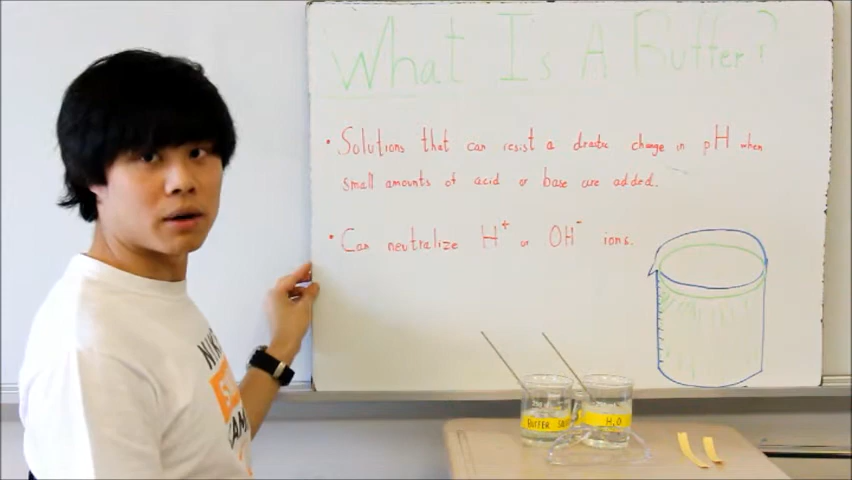 What Is A Buffer?
• Solutions that can resist a drastic change in pH when
small amounts of acid or base are added.
• Can neutralize H⁺ or OH⁻ ions.
NIK
BUFFER
H₂O